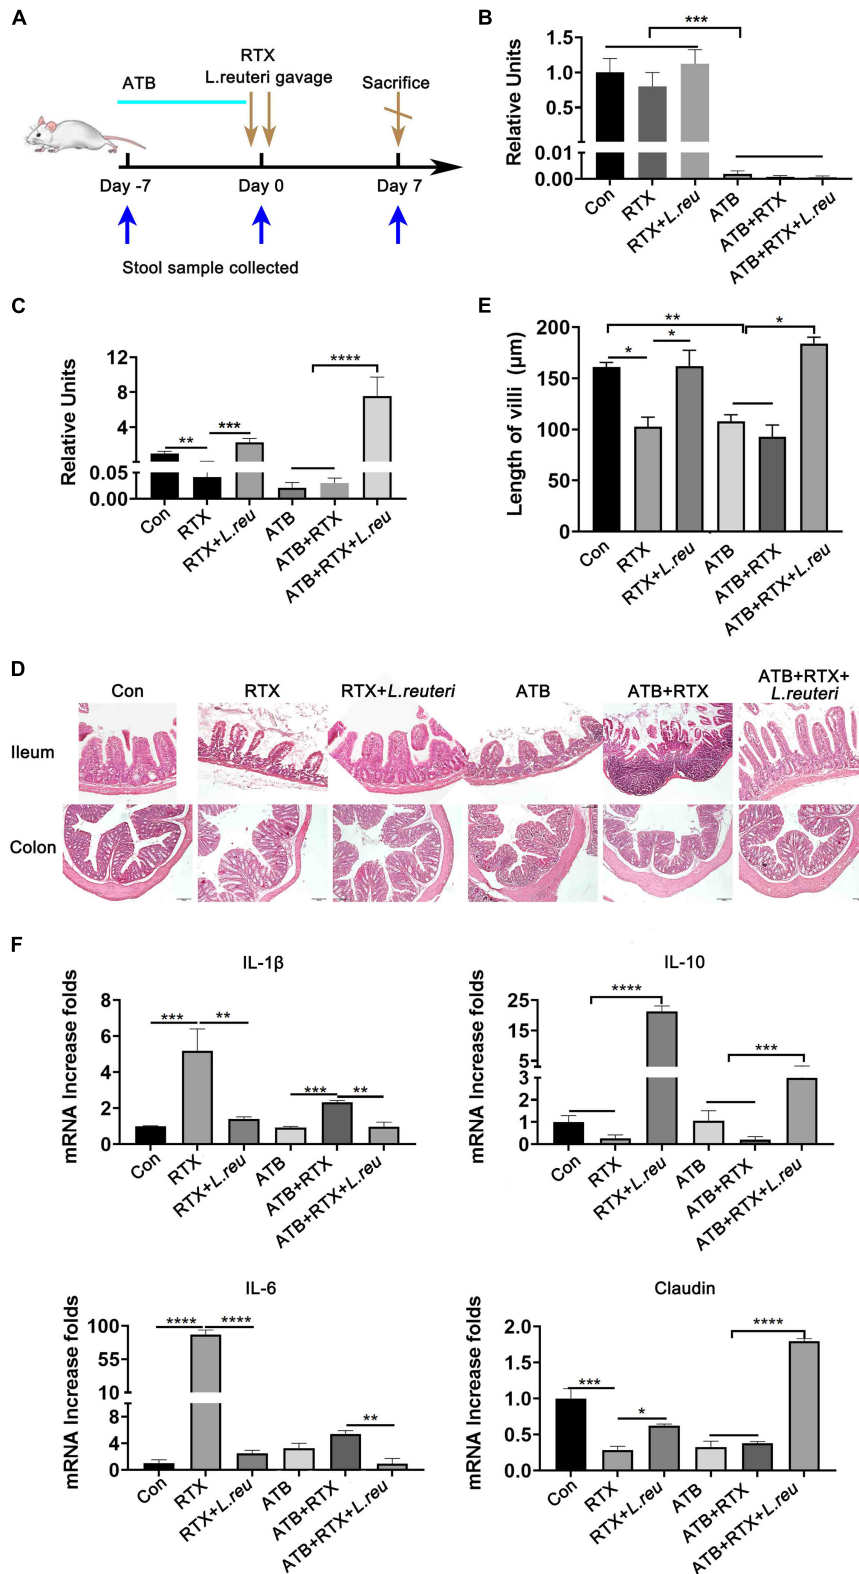 A
RTX
ATB
L.reuteri gavage
Sacrifice
Day -7
Day 0
Day 7
Stool sample collected
B
Relative Units
***
1.5
1.0
0.5
0.01
0.00
Con
RTX
RTX+L.reu
ATB
ATB+RTX
ATB+RTX+L.reu
C
Relative Units
12
8
4
0.05
0.00
**
***
****
Con
RTX
RTX+L.reu
ATB
ATB+RTX
ATB+RTX+L.reu
E
Length of villi (μm)
200
150
100
50
0
**
*
*
*
Con
RTX
RTX+L.reu
ATB
ATB+RTX
ATB+RTX+L.reu
D
Con
RTX
RTX+L.reuteri
ATB
ATB+RTX
ATB+RTX+
L.reuteri
Ileum
Colon
F
IL-1β
mRNA Increase folds
8
6
4
2
0
***
**
***
**
Con
RTX
RTX+L.reu
ATB
ATB+RTX
ATB+RTX+L.reu
IL-10
mRNA Increase folds
25
15
5
3
2
1
0
****
***
Con
RTX
RTX+L.reu
ATB
ATB+RTX
ATB+RTX+L.reu
IL-6
mRNA Increase folds
100
55
10
8
4
0
****
****
**
Con
RTX
RTX+L.reu
ATB
ATB+RTX
ATB+RTX+L.reu
Claudin
mRNA Increase folds
2.0
1.5
1.0
0.5
0.0
***
*
****
Con
RTX
RTX+L.reu
ATB
ATB+RTX
ATB+RTX+L.reu